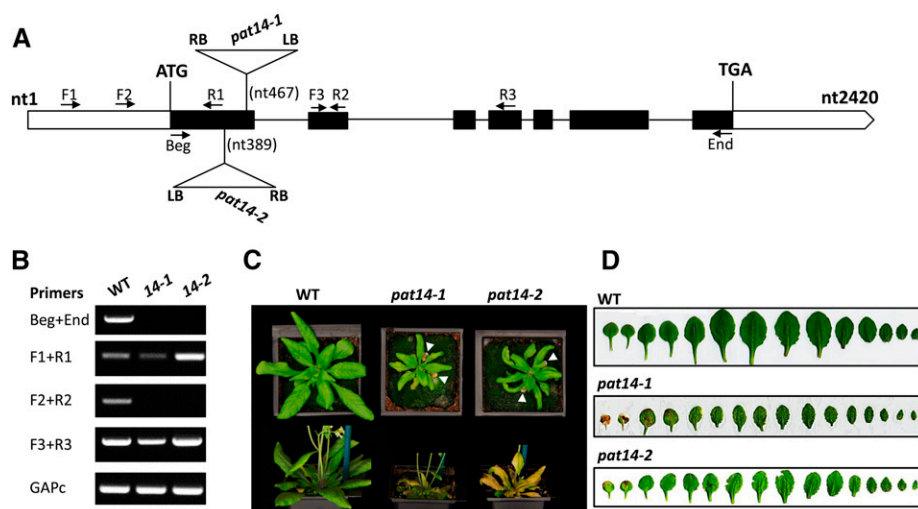 A
RB pat14-1 LB
ATG
TGA
nt1 F1 F2 R1 (nt467) F3 R2 R3 nt2420
Beg (nt389) End
LB pat14-2 RB
B
Primers WT 14-1 14-2
Beg+End
F1+R1
F2+R2
F3+R3
GAPc
C
WT pat14-1 pat14-2
D
WT
pat14-1
pat14-2